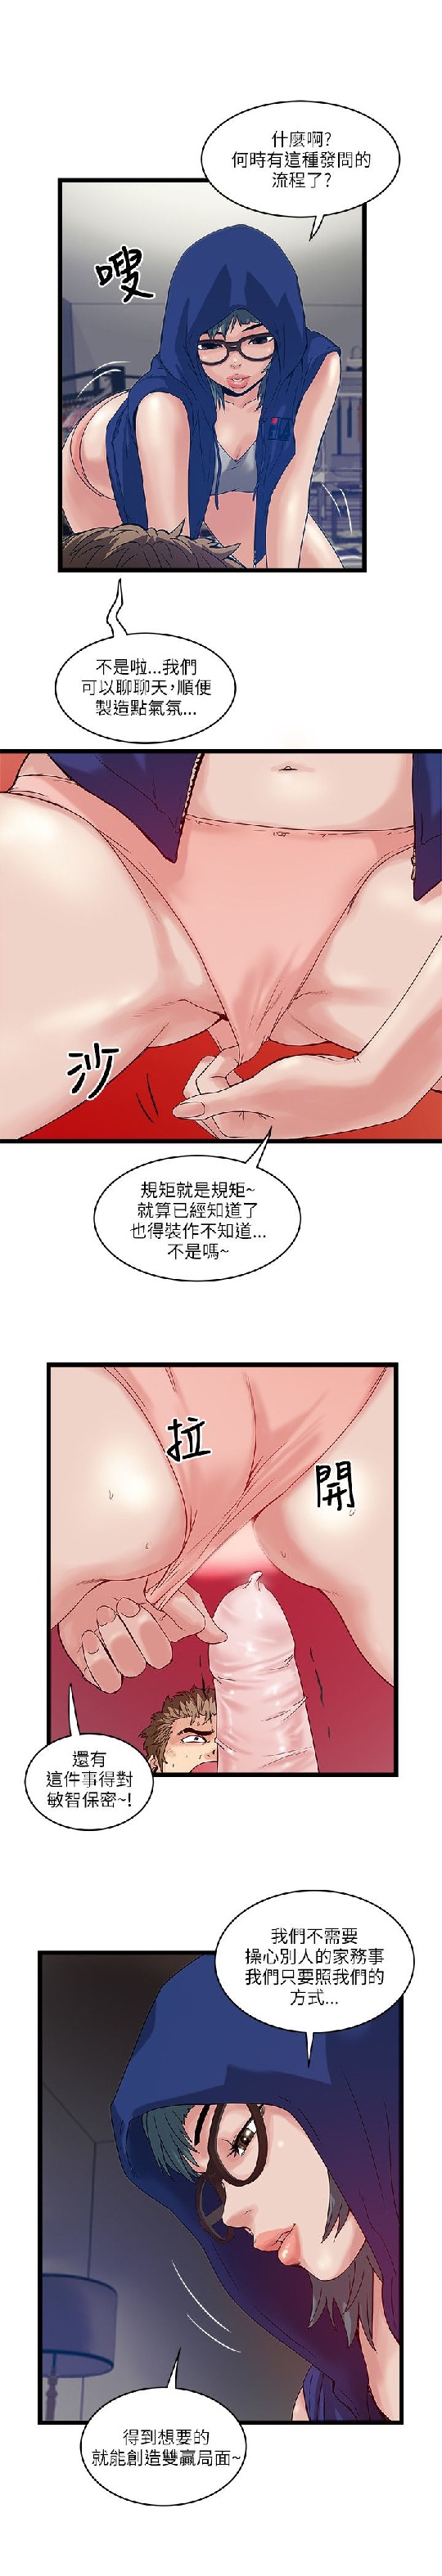 什麼啊?
何時有這種發問的
流程了?
嗖
不是啦...我們
可以聊聊天,順便
製造點氣氛...
沙
規矩就是規矩~
就算已經知道了
也得裝作不知道...
不是嗎~
拉
開
還有
這件事得對
敏智保密~!
我們不需要
操心別人的家務事
我們只要照我們的
方式...
得到想要的
就能創造雙贏局面~